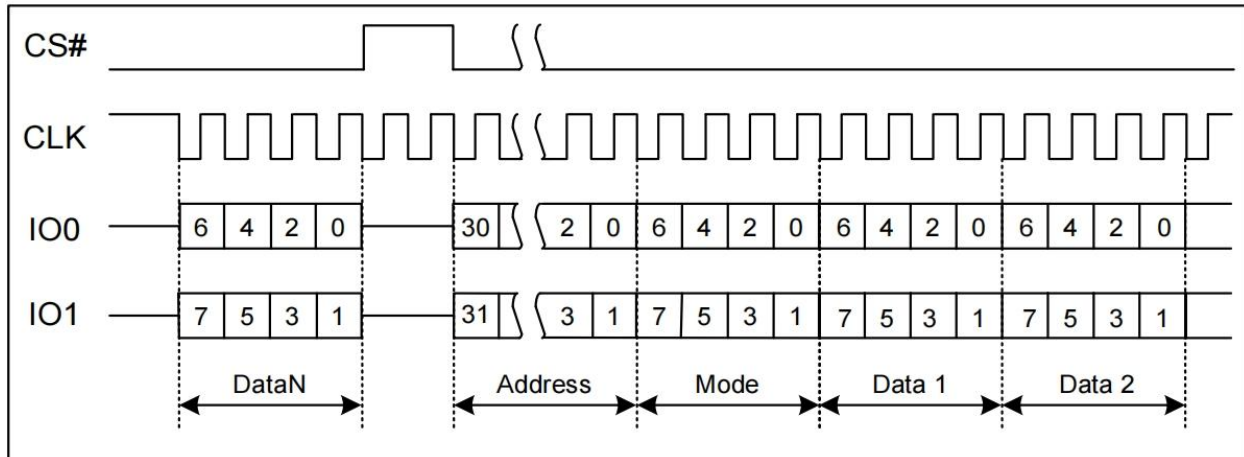 CS#
CLK
IO0 6 4 2 0 30 2 0 6 4 2 0 6 4 2 0 6 4 2 0
IO1 7 5 3 1 31 3 1 7 5 3 1 7 5 3 1 7 5 3 1
DataN Address Mode Data 1 Data 2